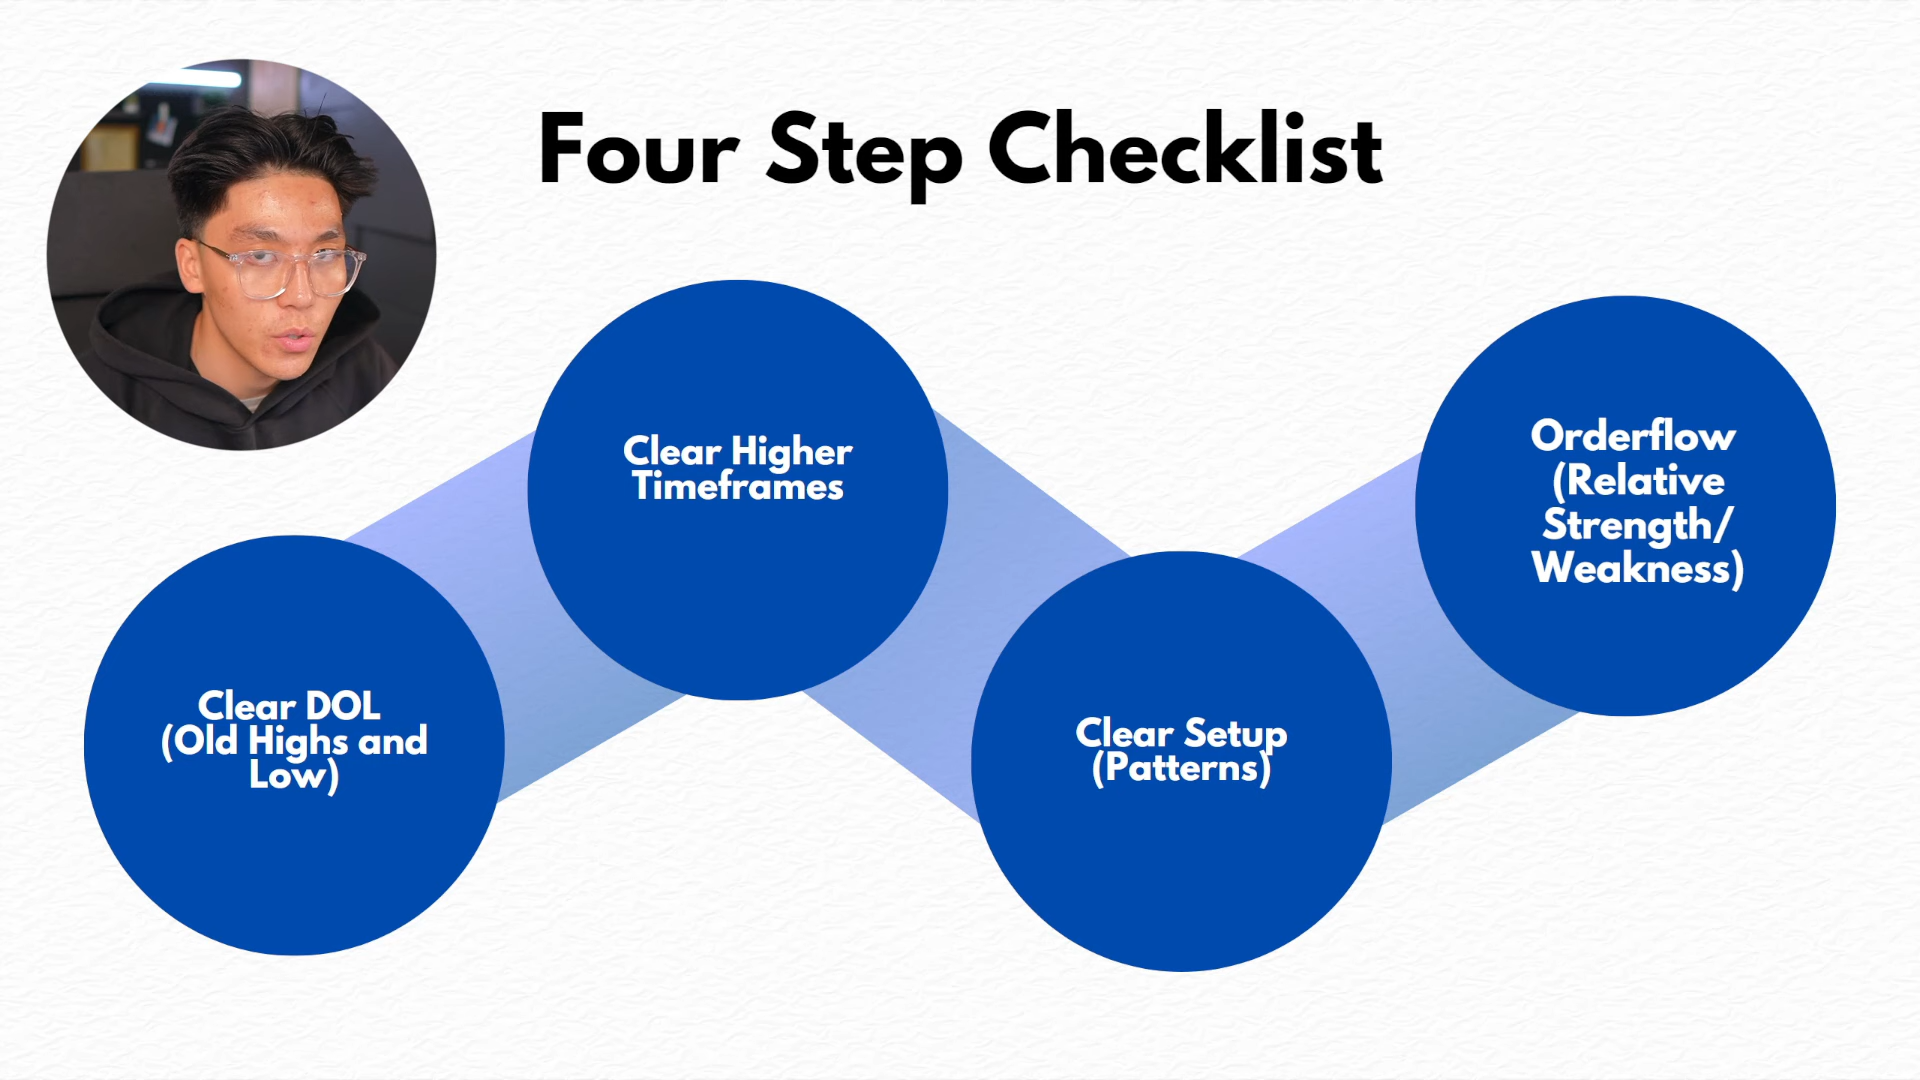 Four Step Checklist
Clear DOL
(Old Highs and
Low)
Clear Higher
Timeframes
Clear Setup
(Patterns)
Orderflow
(Relative
Strength/
Weakness)